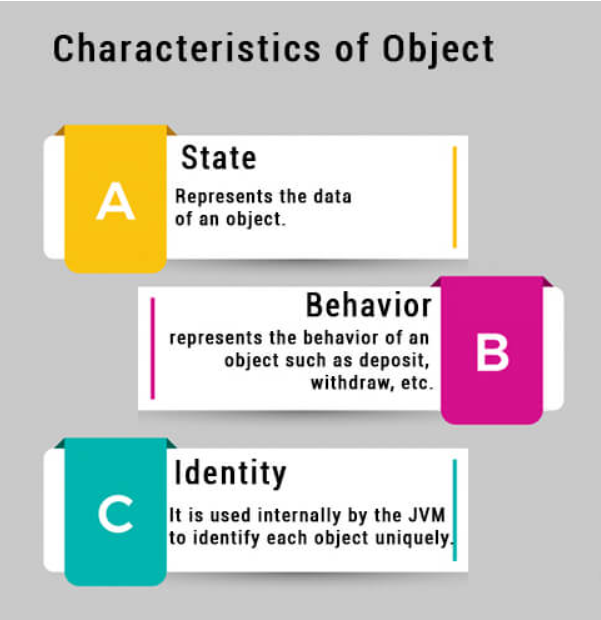 Characteristics of Object
A
State
Represents the data
of an object.
Behavior
B
represents the behavior of an
object such as deposit,
withdraw, etc.
C
Identity
It is used internally by the JVM
to identify each object uniquely.